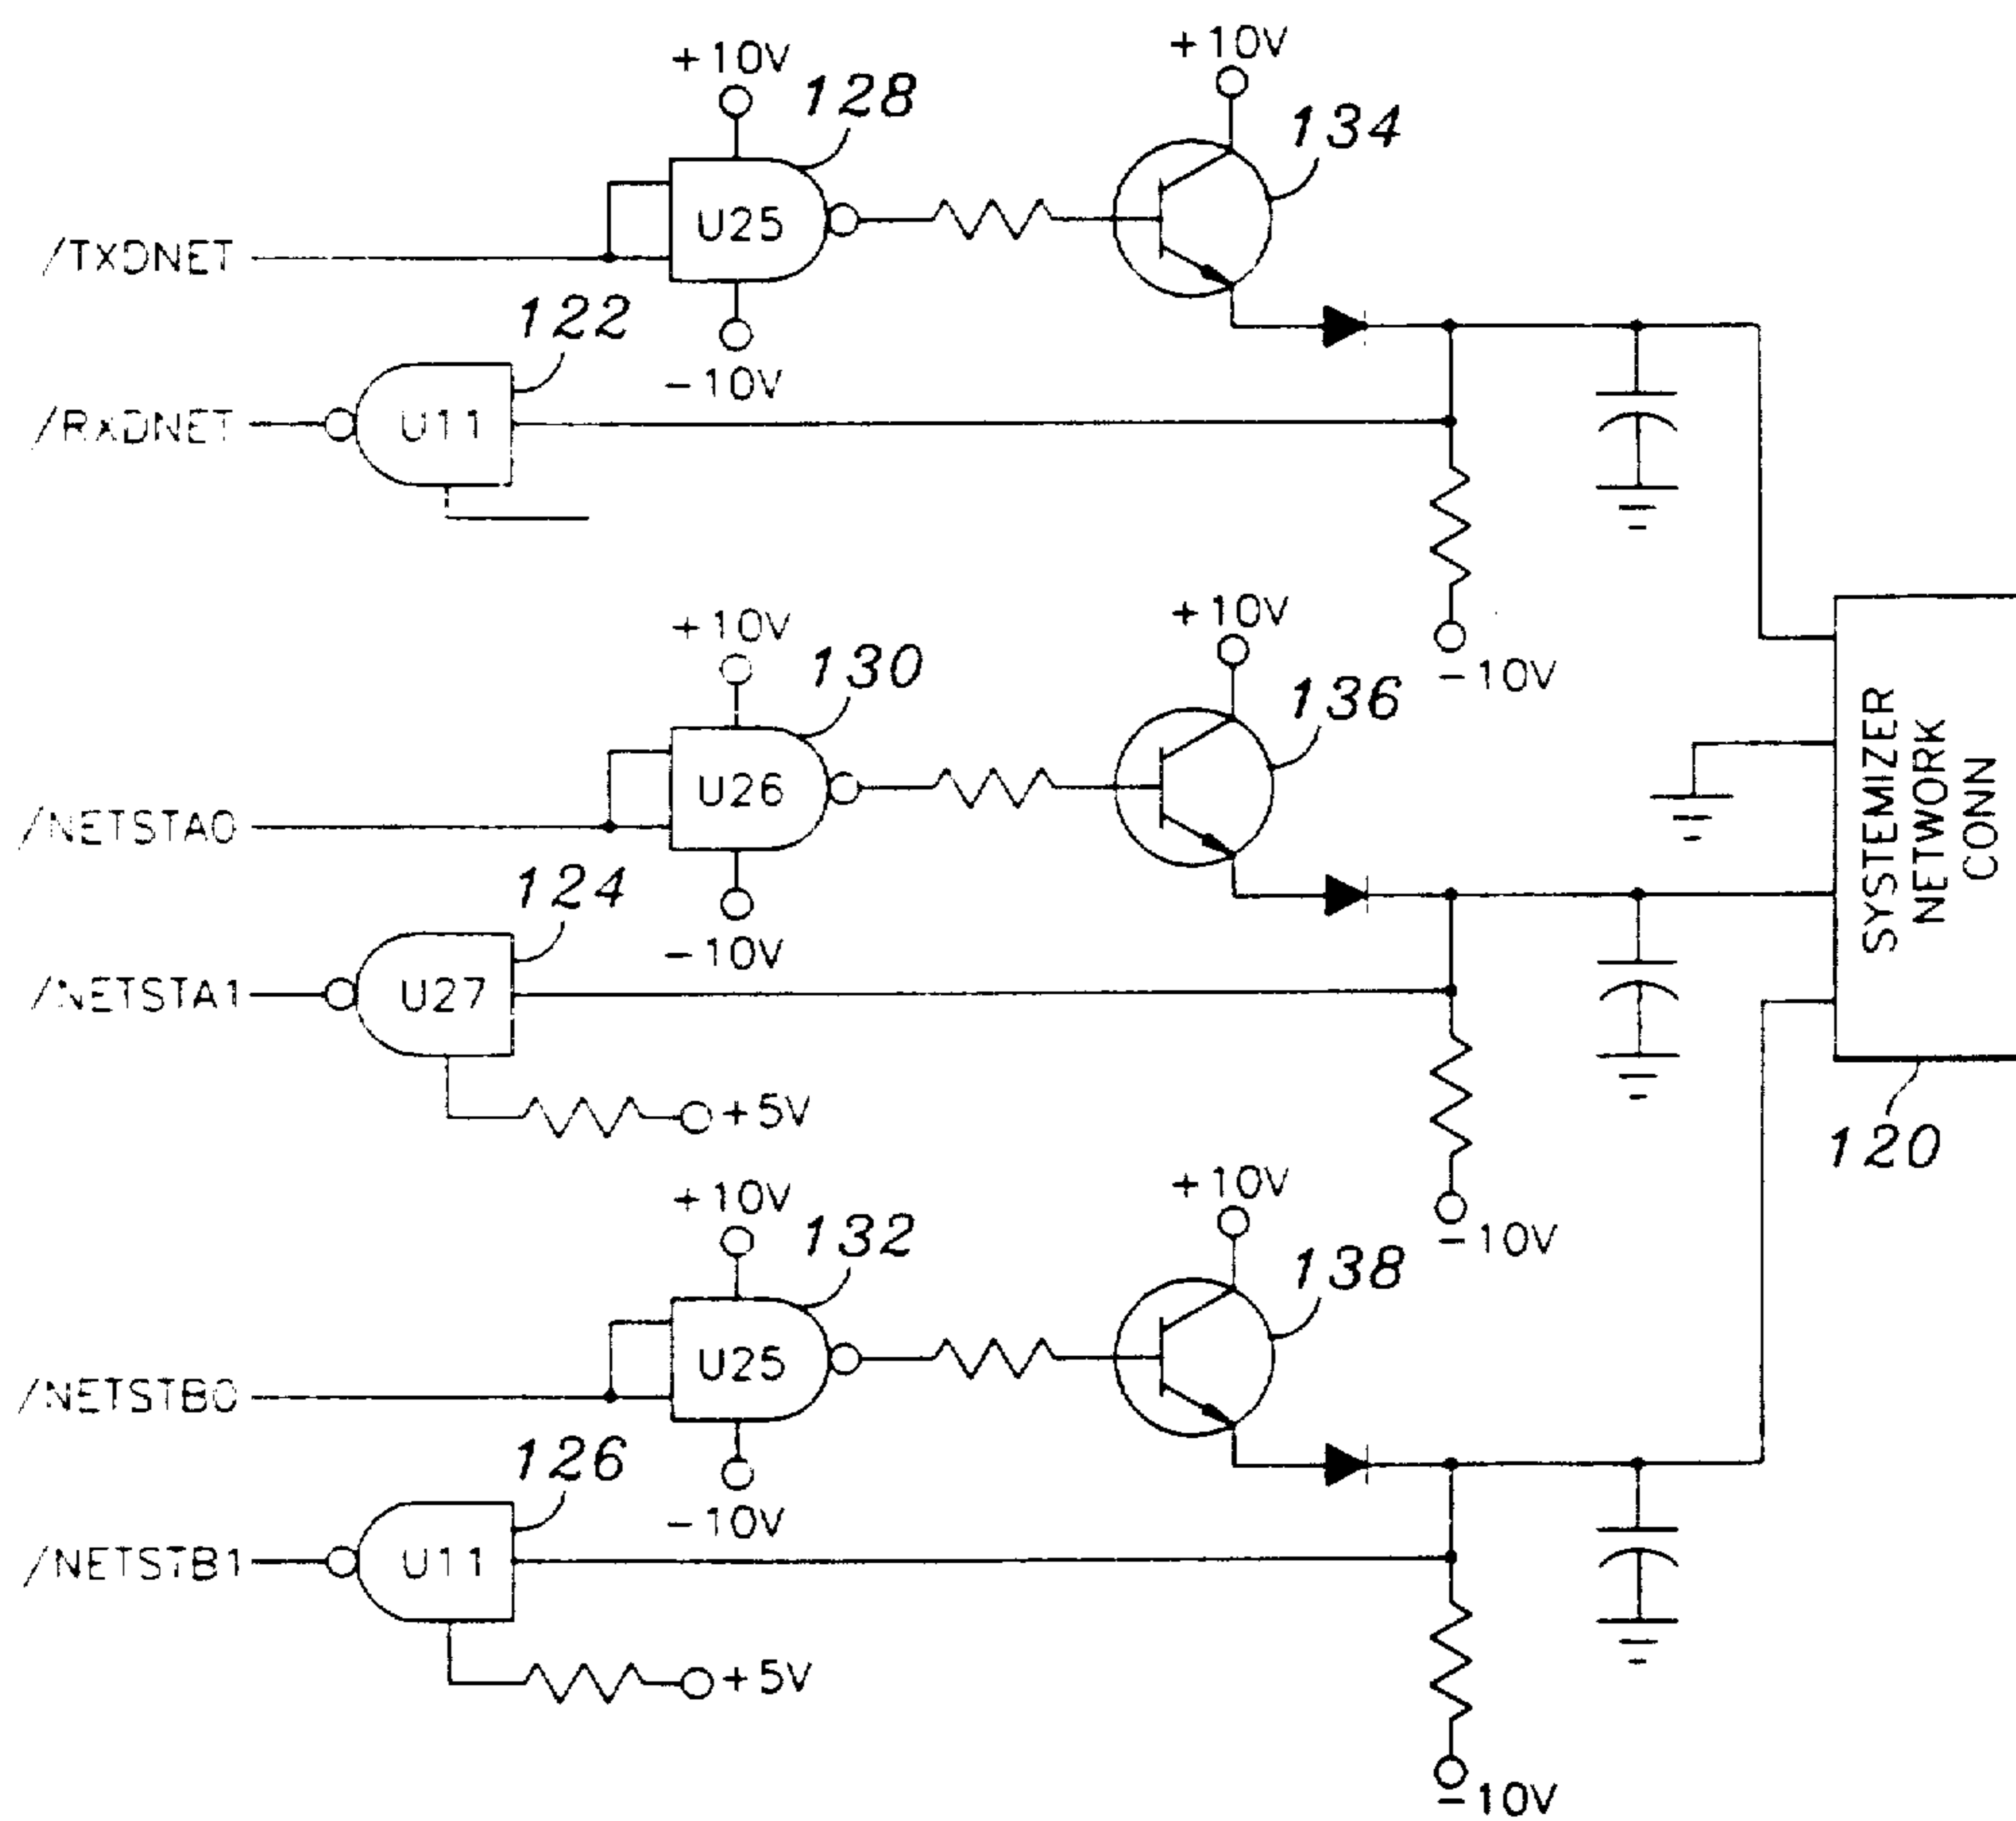 +10V
+10V
128
134
U25
/TXDNET
122
-10V
/RXDNET
U11
+10V
+10V
-10V
130
136
U26
/NETSTA0
124
-10V
/NETSTA1
U27
SYSTEMIZER
NETWORK
CONN
+5V
120
+10V
+10V
132
-10V
138
U25
/NETSTB0
126
-10V
/NETSTB1
U11
+5V
-10V